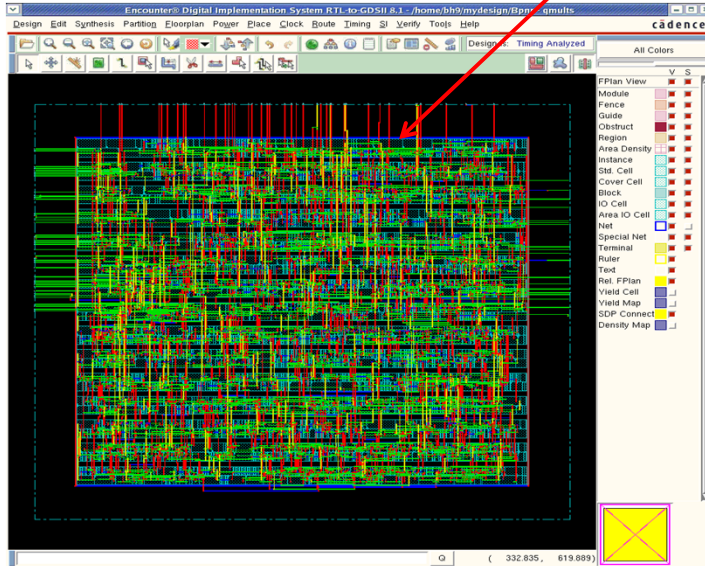 Encounter® Digital Implementation System RTL-to-GDSII 8.1 - /home/bh9/mydesign/Bpnet
Design Edit Synthesis Partition Floorplan Power Place Clock Route Timing SI Verify Tools Help
cādence
Design is: Timing Analyzed
All Colors
V S
FPlan View
Module
Fence
Guide
Obstruct
Region
Area Density
Instance
Std. Cell
Cover Cell
Block
IO Cell
Area IO Cell
Net
Special Net
Terminal
Ruler
Text
Rel. FPlan
Yield Cell
Yield Map
SDP Connect
Density Map
Q
( 332.835, 619.889)